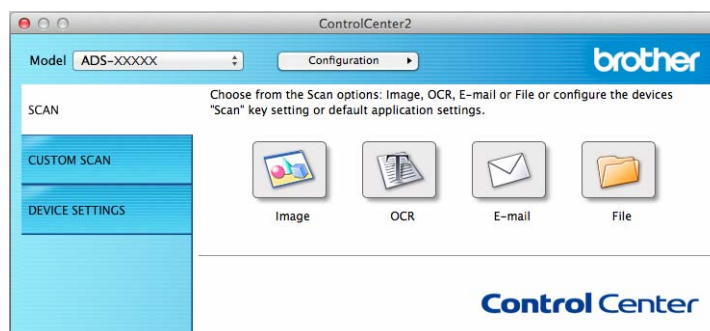 ControlCenter2
Model ADS-XXXXX Configuration
brother
SCAN
CUSTOM SCAN
DEVICE SETTINGS
Choose from the Scan options: Image, OCR, E-mail or File or configure the devices
"Scan" key setting or default application settings.
Image OCR E-mail File
Control Center